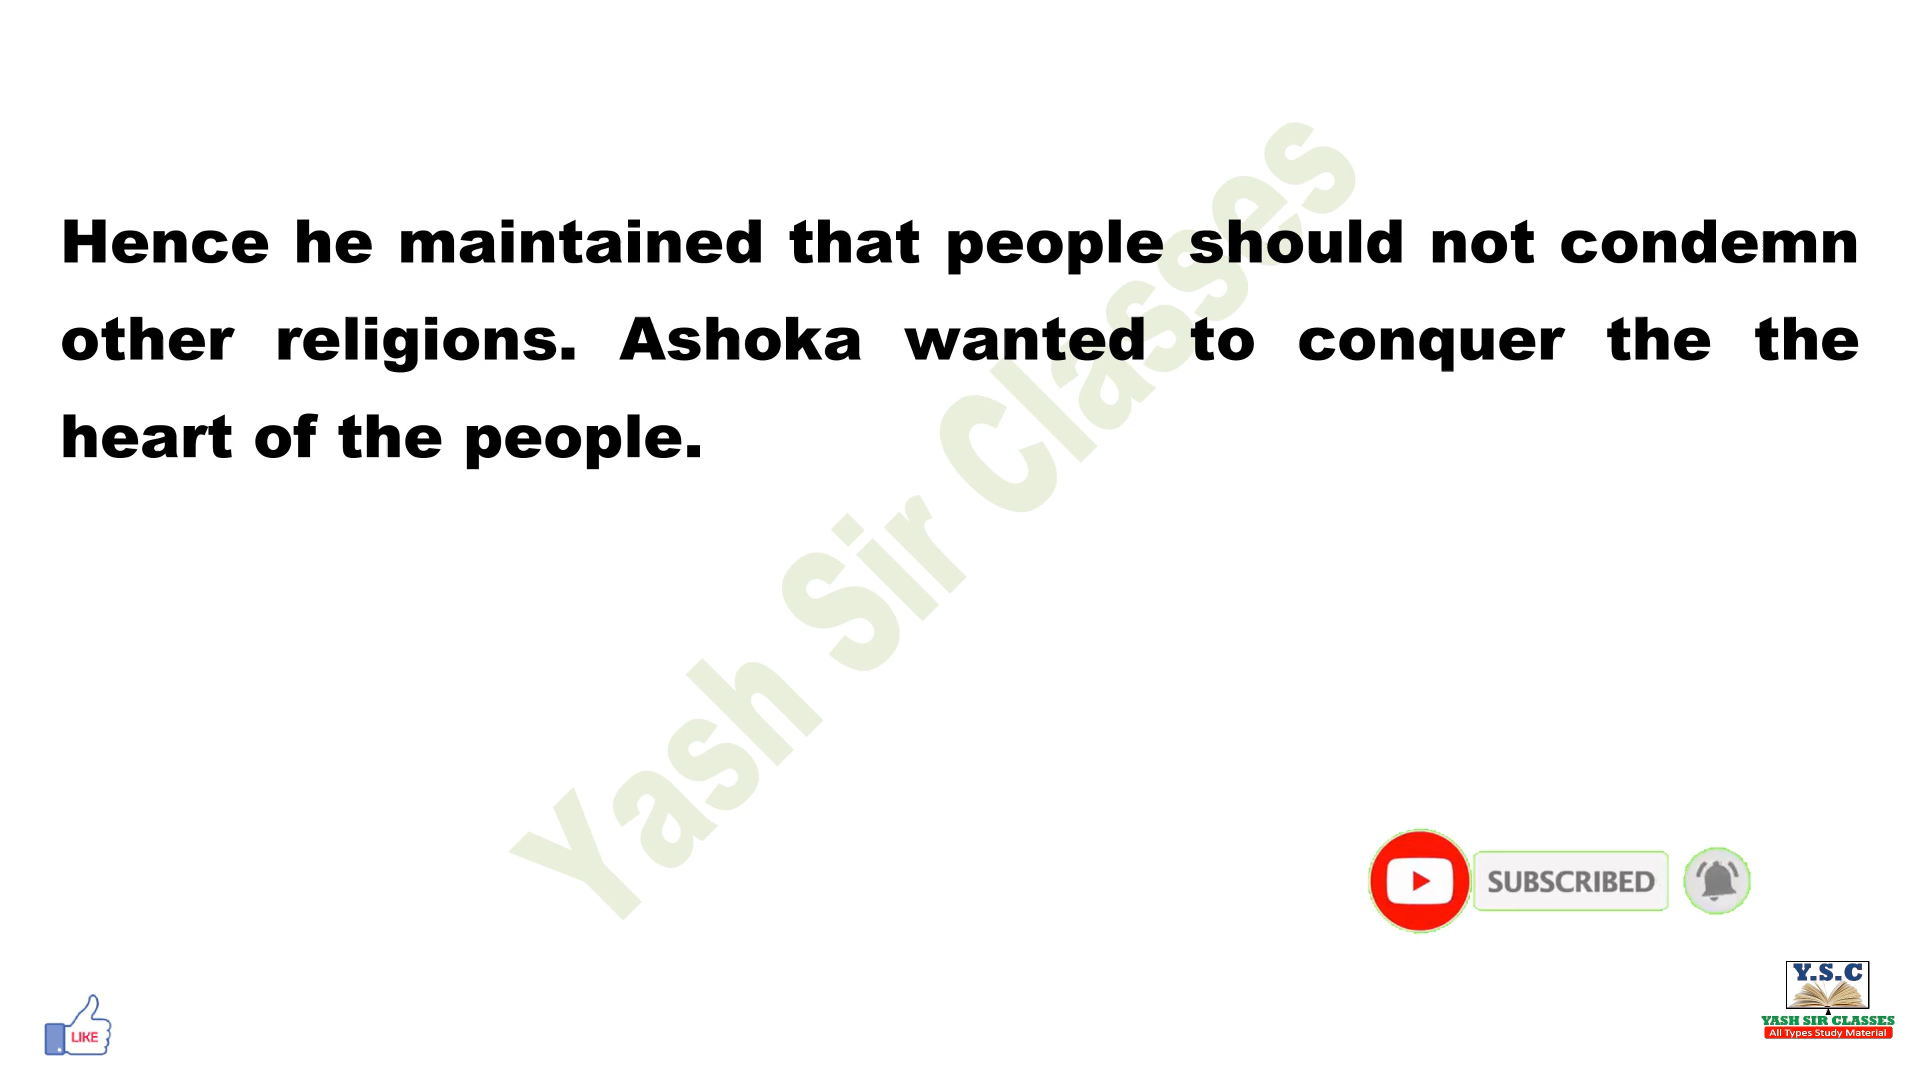 Hence he maintained that people should not condemn
other religions. Ashoka wanted to conquer the the
heart of the people.
Yash Sir Classes
SUBSCRIBED
LIKE
Y.S.C
YASH SIR CLASSES
All Types Study Material